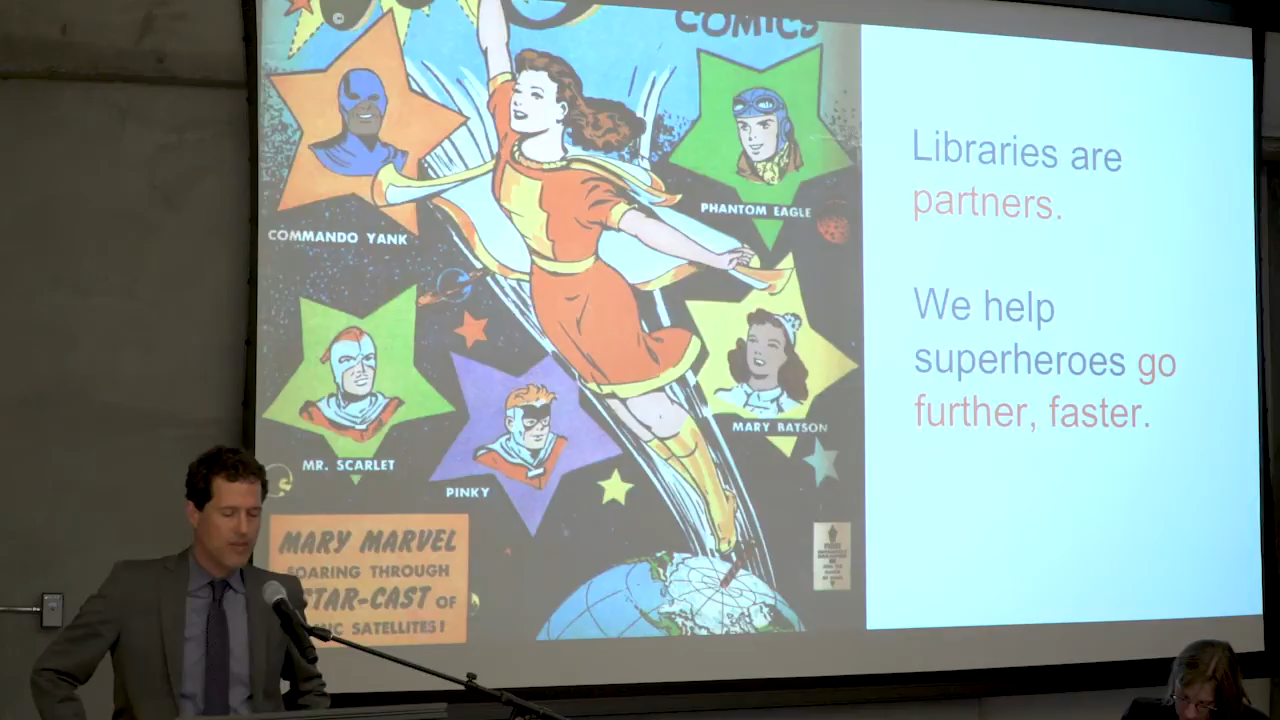 ©
COMICS
COMMANDO YANK
PHANTOM EAGLE
MR. SCARLET
PINKY
MARY BATSON
MARY MARVEL
SOARING THROUGH
STAR-CAST OF
SATELLITES!
Libraries are
partners.
We help
superheroes go
further, faster.